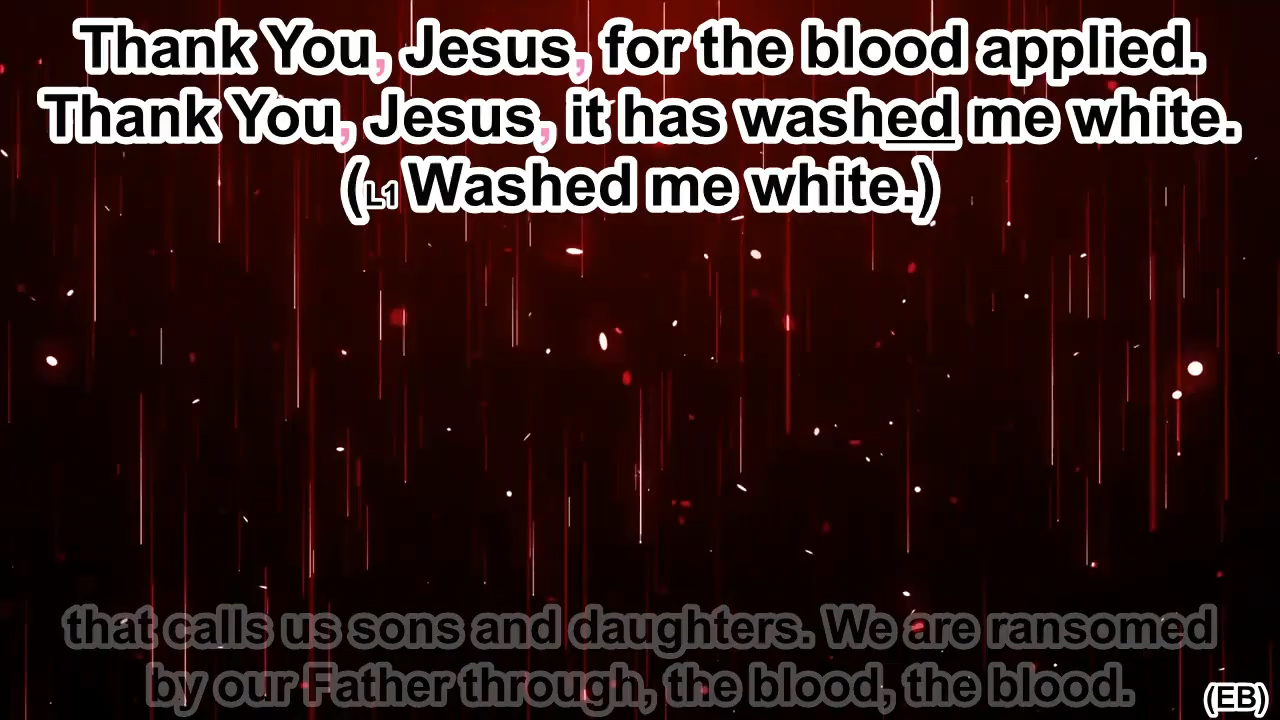 Thank You, Jesus, for the blood applied.
Thank You, Jesus, it has washed me white.
(L1 Washed me white.)
that calls us sons and daughters. We are ransomed
by our Father through, the blood, the blood.
(EB)